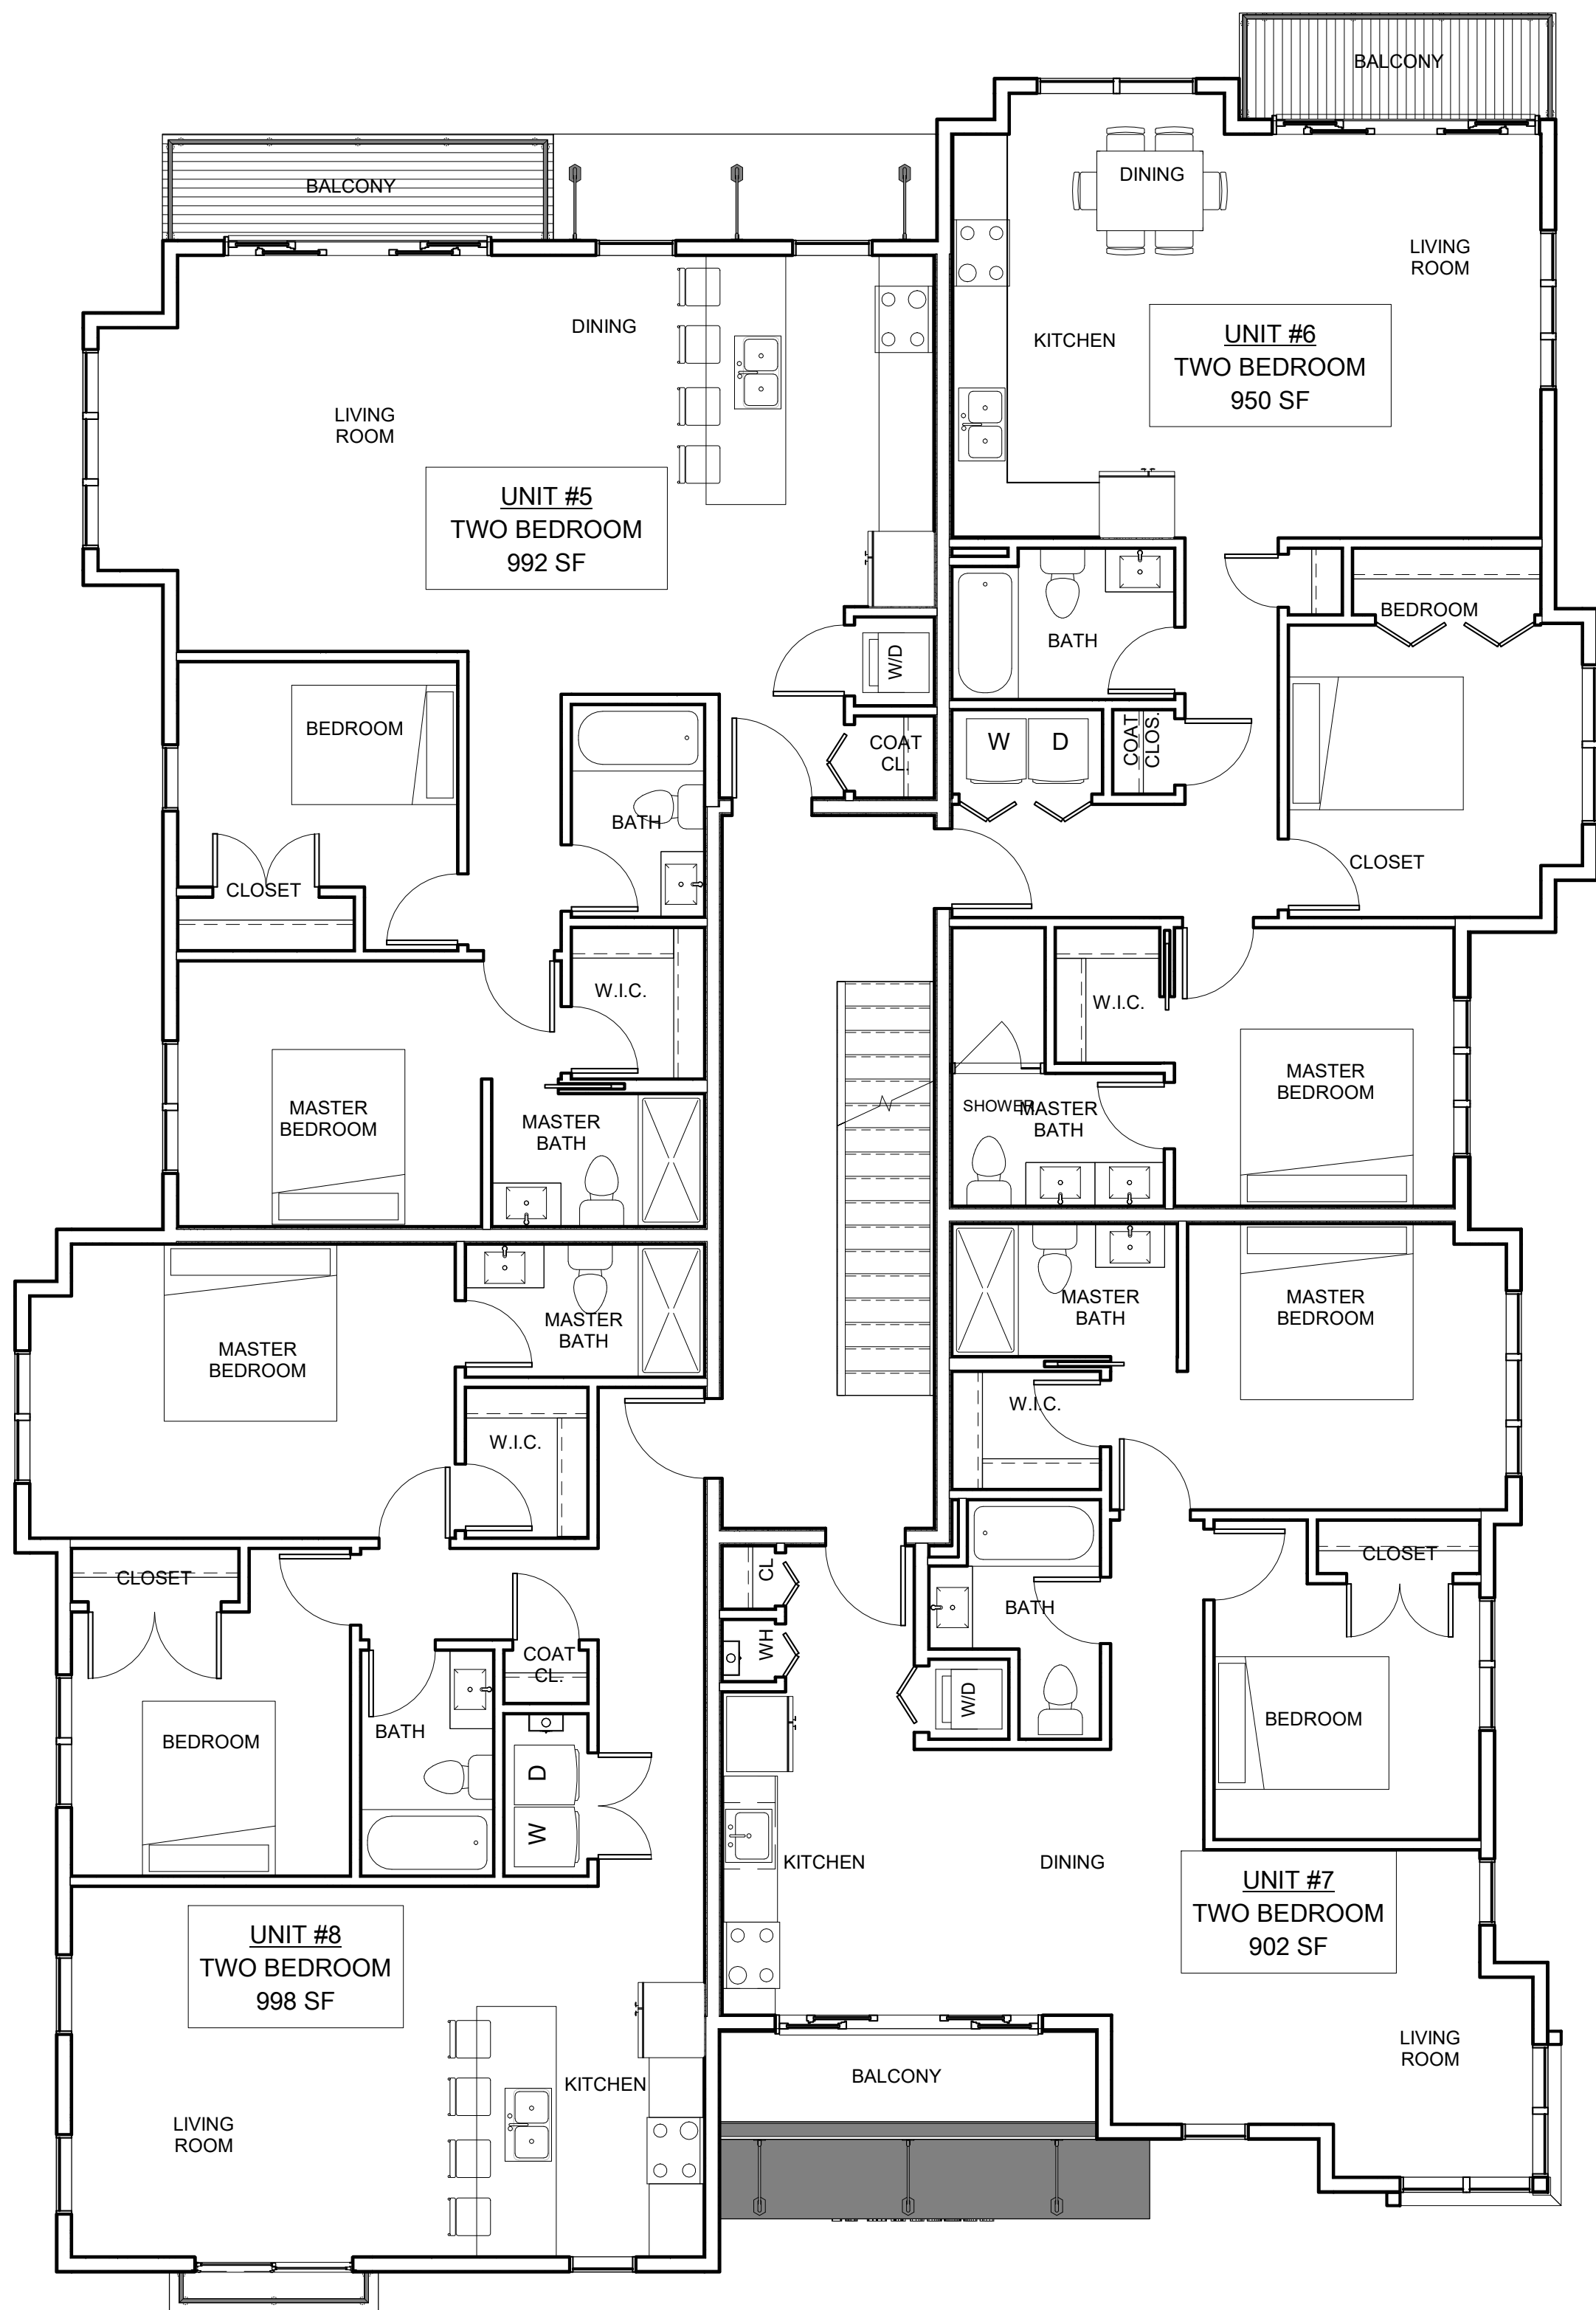 BALCONY
BALCONY
DINING
LIVING
ROOM
DINING
KITCHEN
UNIT #6
TWO BEDROOM
950 SF
LIVING
ROOM
UNIT #5
TWO BEDROOM
992 SF
W/D
BATH
BEDROOM
BEDROOM
COAT
CL.
W
D
COAT
CLOS.
BATH
CLOSET
CLOSET
W.I.C.
W.I.C.
MASTER
BEDROOM
MASTER
BATH
SHOWER
MASTER
BATH
MASTER
BEDROOM
MASTER
BEDROOM
MASTER
BATH
MASTER
BATH
MASTER
BEDROOM
W.I.C.
W.I.C.
CLOSET
CL
BATH
CLOSET
COAT
CL.
WH
W/D
BEDROOM
BATH
D
W
BEDROOM
KITCHEN
DINING
UNIT #7
TWO BEDROOM
902 SF
UNIT #8
TWO BEDROOM
998 SF
LIVING
ROOM
KITCHEN
BALCONY
LIVING
ROOM